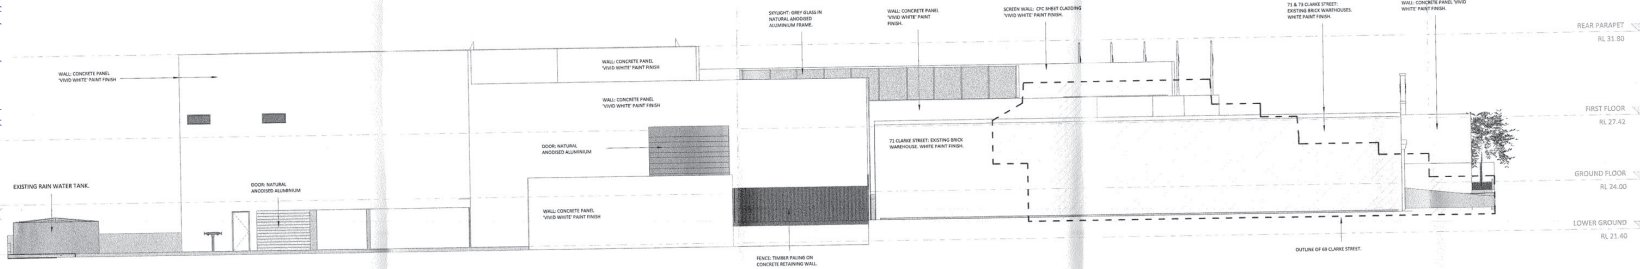 SKYLIGHT: GREY GLASS IN
NATURAL ANODISED
ALUMINIUM FRAME.
WALL: CONCRETE PANEL
'VIVID WHITE' PAINT
FINISH.
SCREEN WALL: CFC SHEET CLADDING
'VIVID WHITE' PAINT FINISH.
71 & 73 CLARKE STREET:
EXISTING BRICK WAREHOUSES.
WHITE PAINT FINISH.
WALL: CONCRETE PANEL 'VIVID
WHITE' PAINT FINISH.
REAR PARAPET
RL 31.80
WALL: CONCRETE PANEL
'VIVID WHITE' PAINT FINISH
WALL: CONCRETE PANEL
'VIVID WHITE' PAINT FINISH
WALL: CONCRETE PANEL
'VIVID WHITE' PAINT FINISH
FIRST FLOOR
RL 27.42
DOOR: NATURAL
ANODISED ALUMINIUM
71 CLARKE STREET: EXISTING BRICK
WAREHOUSE. WHITE PAINT FINISH.
GROUND FLOOR
RL 24.00
EXISTING RAIN WATER TANK.
DOOR: NATURAL
ANODISED ALUMINIUM
WALL: CONCRETE PANEL
'VIVID WHITE' PAINT FINISH
LOWER GROUND
RL 21.40
FENCE: TIMBER PALING ON
CONCRETE RETAINING WALL.
OUTLINE OF 69 CLARKE STREET.